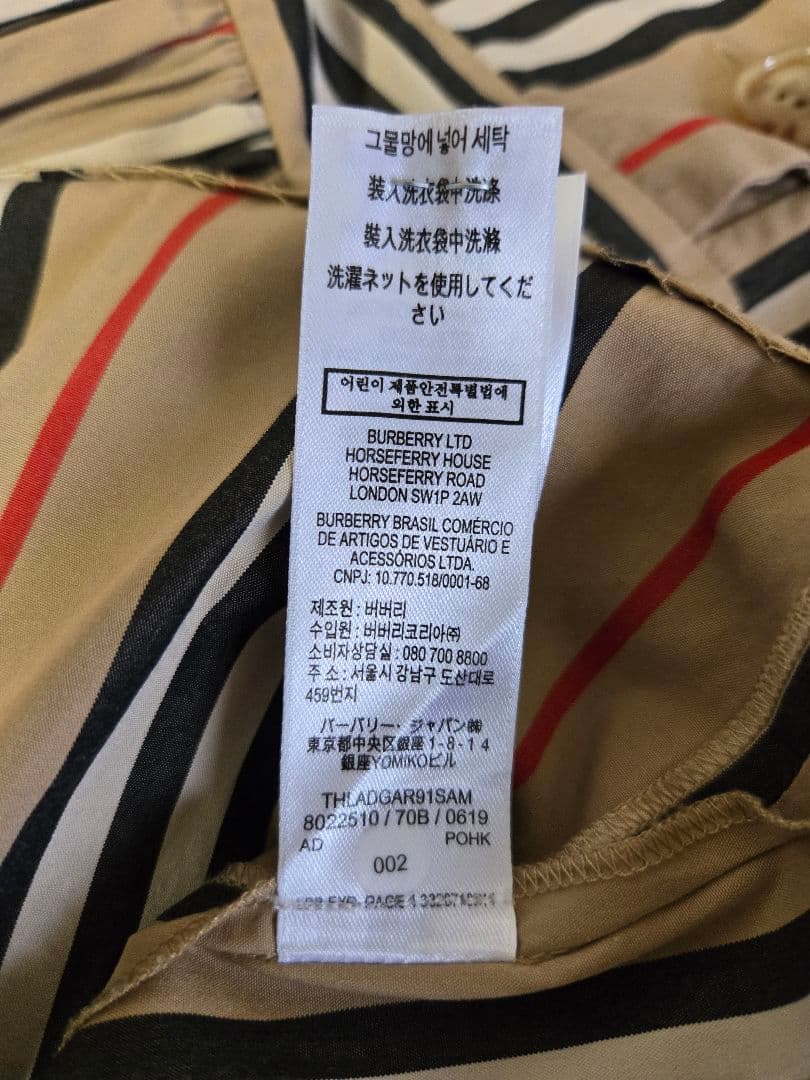 그물망에 넣어 세탁
装入洗衣袋中洗涤
裝入洗衣袋中洗滌
洗濯ネットを使用してくだ
さい
어린이 제품안전특별법에
의한 표시
BURBERRY LTD
HORSEFERRY HOUSE
HORSEFERRY ROAD
LONDON SW1P 2AW
BURBERRY BRASIL COMÉRCIO
DE ARTIGOS DE VESTUÁRIO E
ACESSÓRIOS LTDA.
CNPJ: 10.770.518/0001-68
제조원 : 버버리
수입원 : 버버리코리아㈜
소비자상담실 : 080 700 8800
주 소 : 서울시 강남구 도산대로
459번지
バーバリー・ジャパン㈱
東京都中央区銀座1-8-14
銀座YOMIKOビル
THLADGAR91SAM
8022510 / 70B / 0619
AD POHK
002